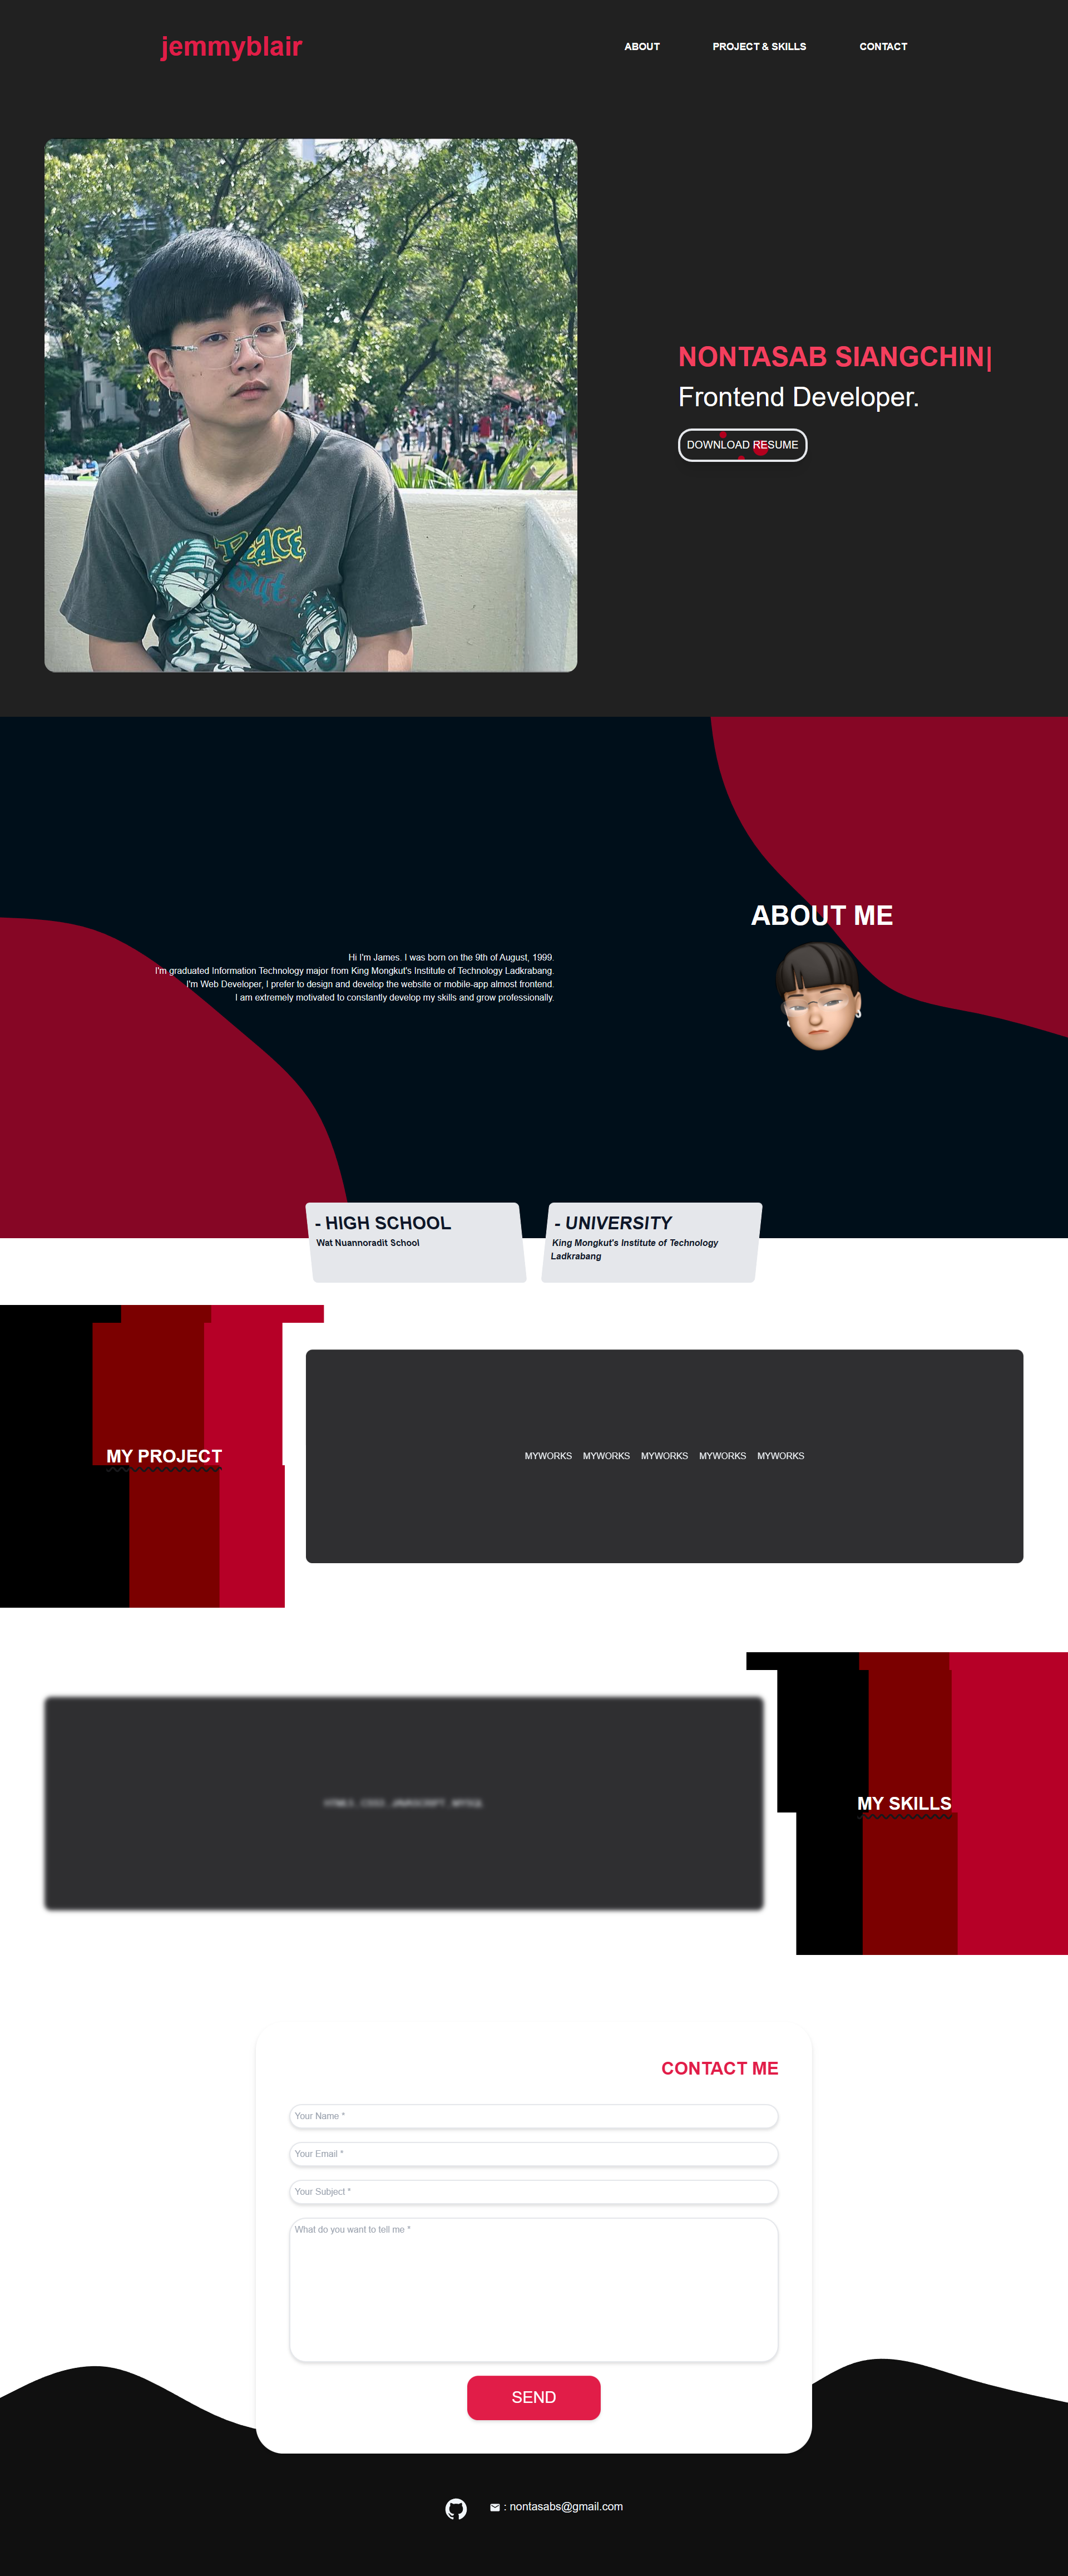 jemmyblair
ABOUT
PROJECT & SKILLS
CONTACT
PEACE
Out.
NONTASAB SIANGCHIN|
Frontend Developer.
DOWNLOAD RESUME
ABOUT ME
Hi I'm James. I was born on the 9th of August, 1999.
I'm graduated Information Technology major from King Mongkut's Institute of Technology Ladkrabang.
I'm Web Developer, I prefer to design and develop the website or mobile-app almost frontend.
I am extremely motivated to constantly develop my skills and grow professionally.
- HIGH SCHOOL
Wat Nuannoradit School
- UNIVERSITY
King Mongkut's Institute of Technology
Ladkrabang
MY PROJECT
MYWORKS MYWORKS MYWORKS MYWORKS MYWORKS
MY SKILLS
CONTACT ME
Your Name *
Your Email *
Your Subject *
What do you want to tell me *
SEND
: nontasabs@gmail.com